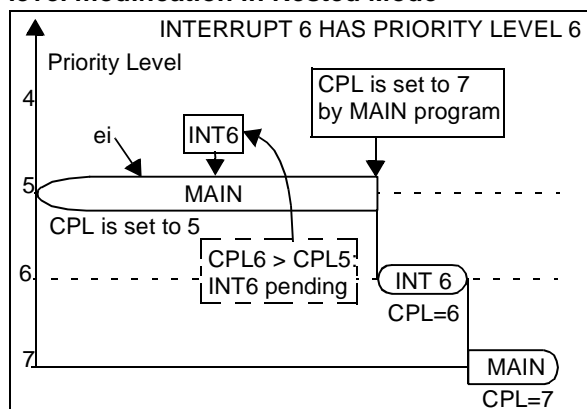 level modification in Nested Mode
INTERRUPT 6 HAS PRIORITY LEVEL 6
Priority Level
4
CPL is set to 7
by MAIN program
ei
INT6
5
MAIN
CPL is set to 5
CPL6 > CPL5:
INT6 pending
6
INT 6
CPL=6
7
MAIN
CPL=7